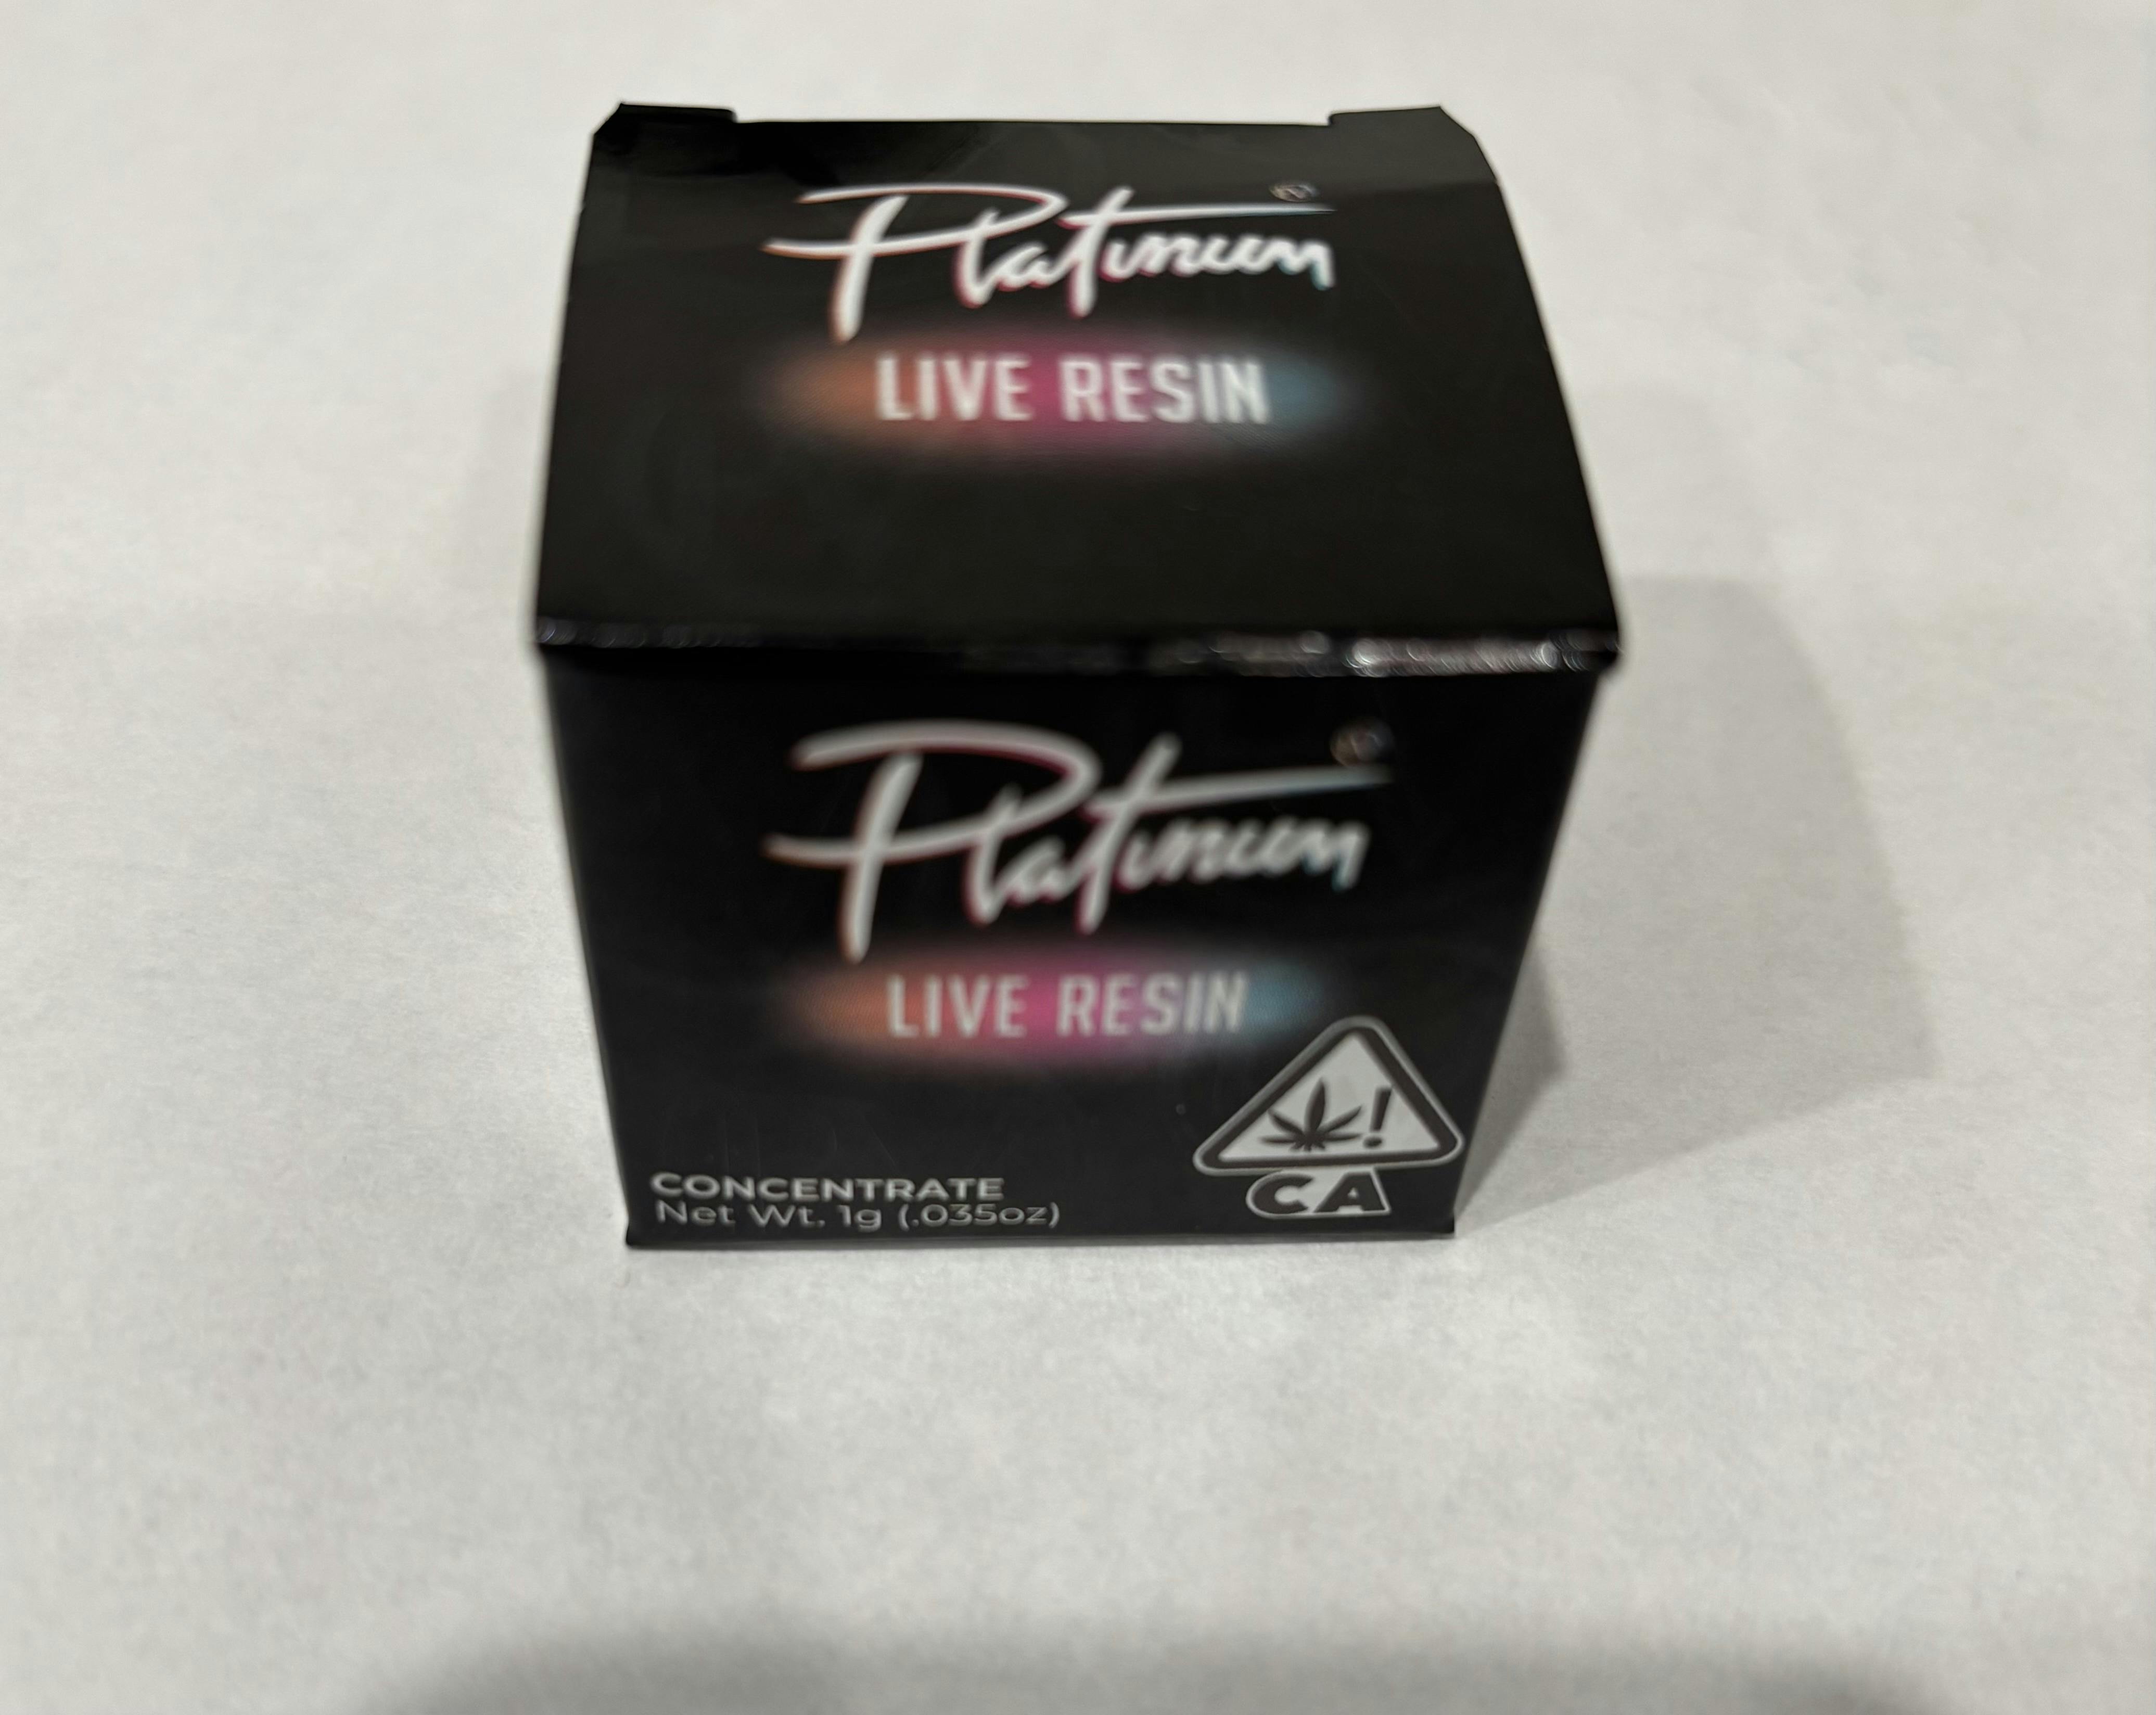 Platinum
LIVE RESIN
Platinum
LIVE RESIN
!
CA
CONCENTRATE
Net Wt. 1g (.035oz)